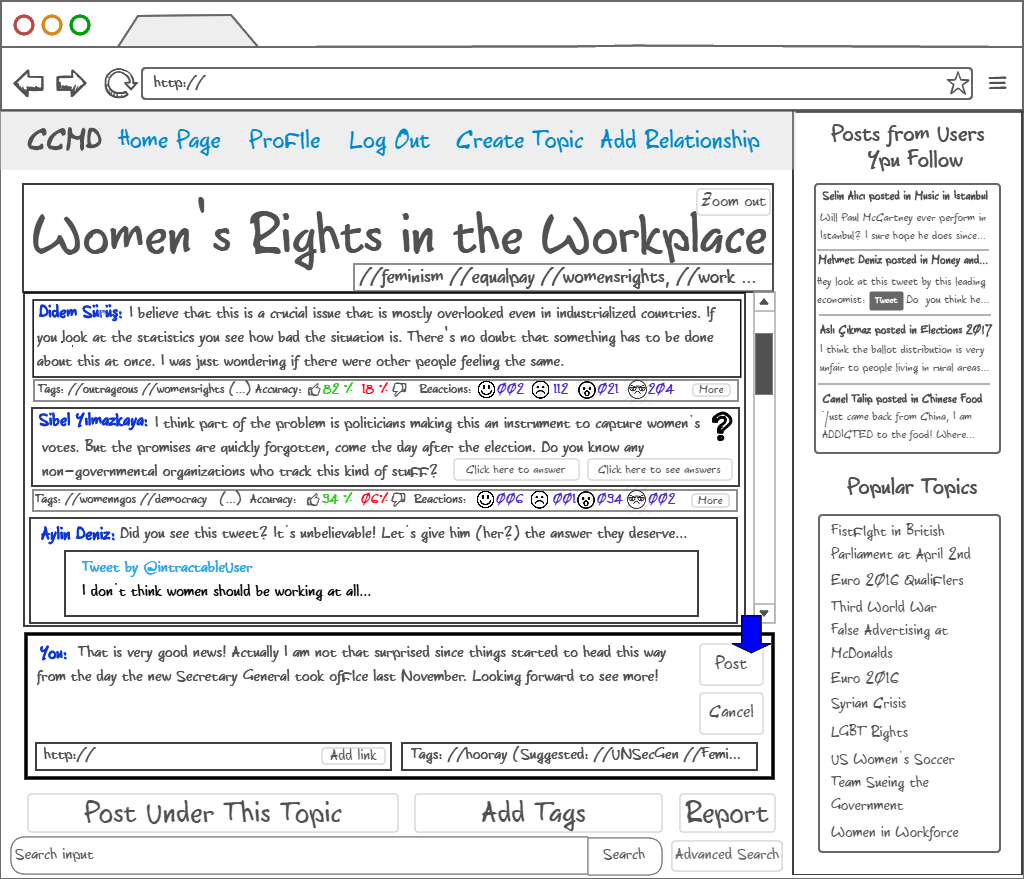 http://
CCMD Home Page ProFIle Log Out Create Topic Add Relationship
Zoom out
Women's Rights in the Workplace
//feminism //equalpay //womensrights, //work ...
Didem Sürüş: I believe that this is a crucial issue that is mostly overlooked even in industrialized countries. If
you look at the statistics you see how bad the situation is. There's no doubt that something has to be done
about this at once. I was just wondering if there were other people feeling the same.
Tags: //outrageous //womensrights (...) Accuracy: 82 % 18 % Reactions: 002 112 021 204 More
Sibel Yılmazkaya: I think part of the problem is politicians making this an instrument to capture women's ?
votes. But the promises are quickly forgotten, come the day after the election. Do you know any
non-governmental organizations who track this kind of stuFF? Click here to answer Click here to see answers
Tags: //womenngos //democracy (...) Accuracy: 94 % 06% Reactions: 006 001 034 002 More
Aylin Deniz: Did you see this tweet? It's unbelievable! Let's give him (her?) the answer they deserve...
Tweet by @intractableUser
I don't think women should be working at all...
You: That is very good news! Actually I am not that surprised since things started to head this way
from the day the new Secretary General took ofFIce last November. Looking forward to see more!
Post
Cancel
http:// Add link
Tags: //hooray (Suggested: //UNSecGen //Femi...
Post Under This Topic Add Tags Report
Search input Search Advanced Search
Posts from Users
Ypu Follow
Selin Alıcı posted in Music in Istanbul
Will Paul McCartney ever perform in
Istanbul? I sure hope he does since...
Mehmet Deniz posted in Money and...
Hey look at this tweet by this leading
economist: Tweet Do you think he...
Aslı Çıkmaz posted in Elections 2017
I think the ballot distribution is very
unfair to people living in rural areas...
Canel Talip posted in Chinese Food
Just came back from China, I am
ADDICTED to the food! Where...
Popular Topics
FistFIght in British
Parliament at April 2nd
Euro 2016 QualiFIers
Third World War
False Advertising at
McDonalds
Euro 2016
Syrian Crisis
LGBT Rights
US Women's Soccer
Team Sueing the
Government
Women in Workforce